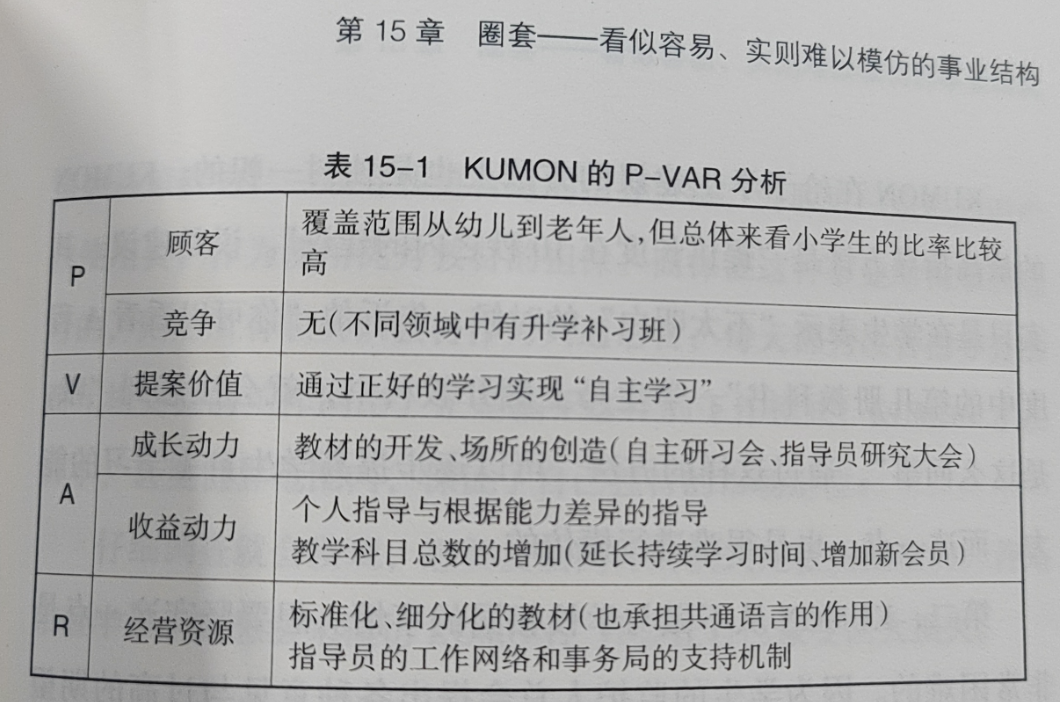 第 15 章 圈套——看似容易、实则难以模仿的事业结构
表 15-1 KUMON 的 P-VAR 分析
P
顾客
覆盖范围从幼儿到老年人,但总体来看小学生的比率比较
高
竞争
无(不同领域中有升学补习班)
V
提案价值
通过正好的学习实现“自主学习”
A
成长动力
教材的开发、场所的创造(自主研习会、指导员研究大会)
收益动力
个人指导与根据能力差异的指导
教学科目总数的增加(延长持续学习时间、增加新会员)
R
经营资源
标准化、细分化的教材(也承担共通语言的作用)
指导员的工作网络和事务局的支持机制